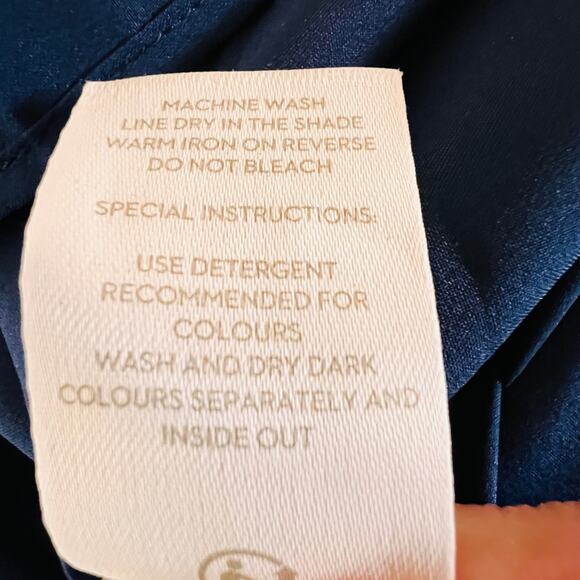 MACHINE WASH
LINE DRY IN THE SHADE
WARM IRON ON REVERSE
DO NOT BLEACH
SPECIAL INSTRUCTIONS:
USE DETERGENT
RECOMMENDED FOR
COLOURS
WASH AND DRY DARK
COLOURS SEPARATELY AND
INSIDE OUT